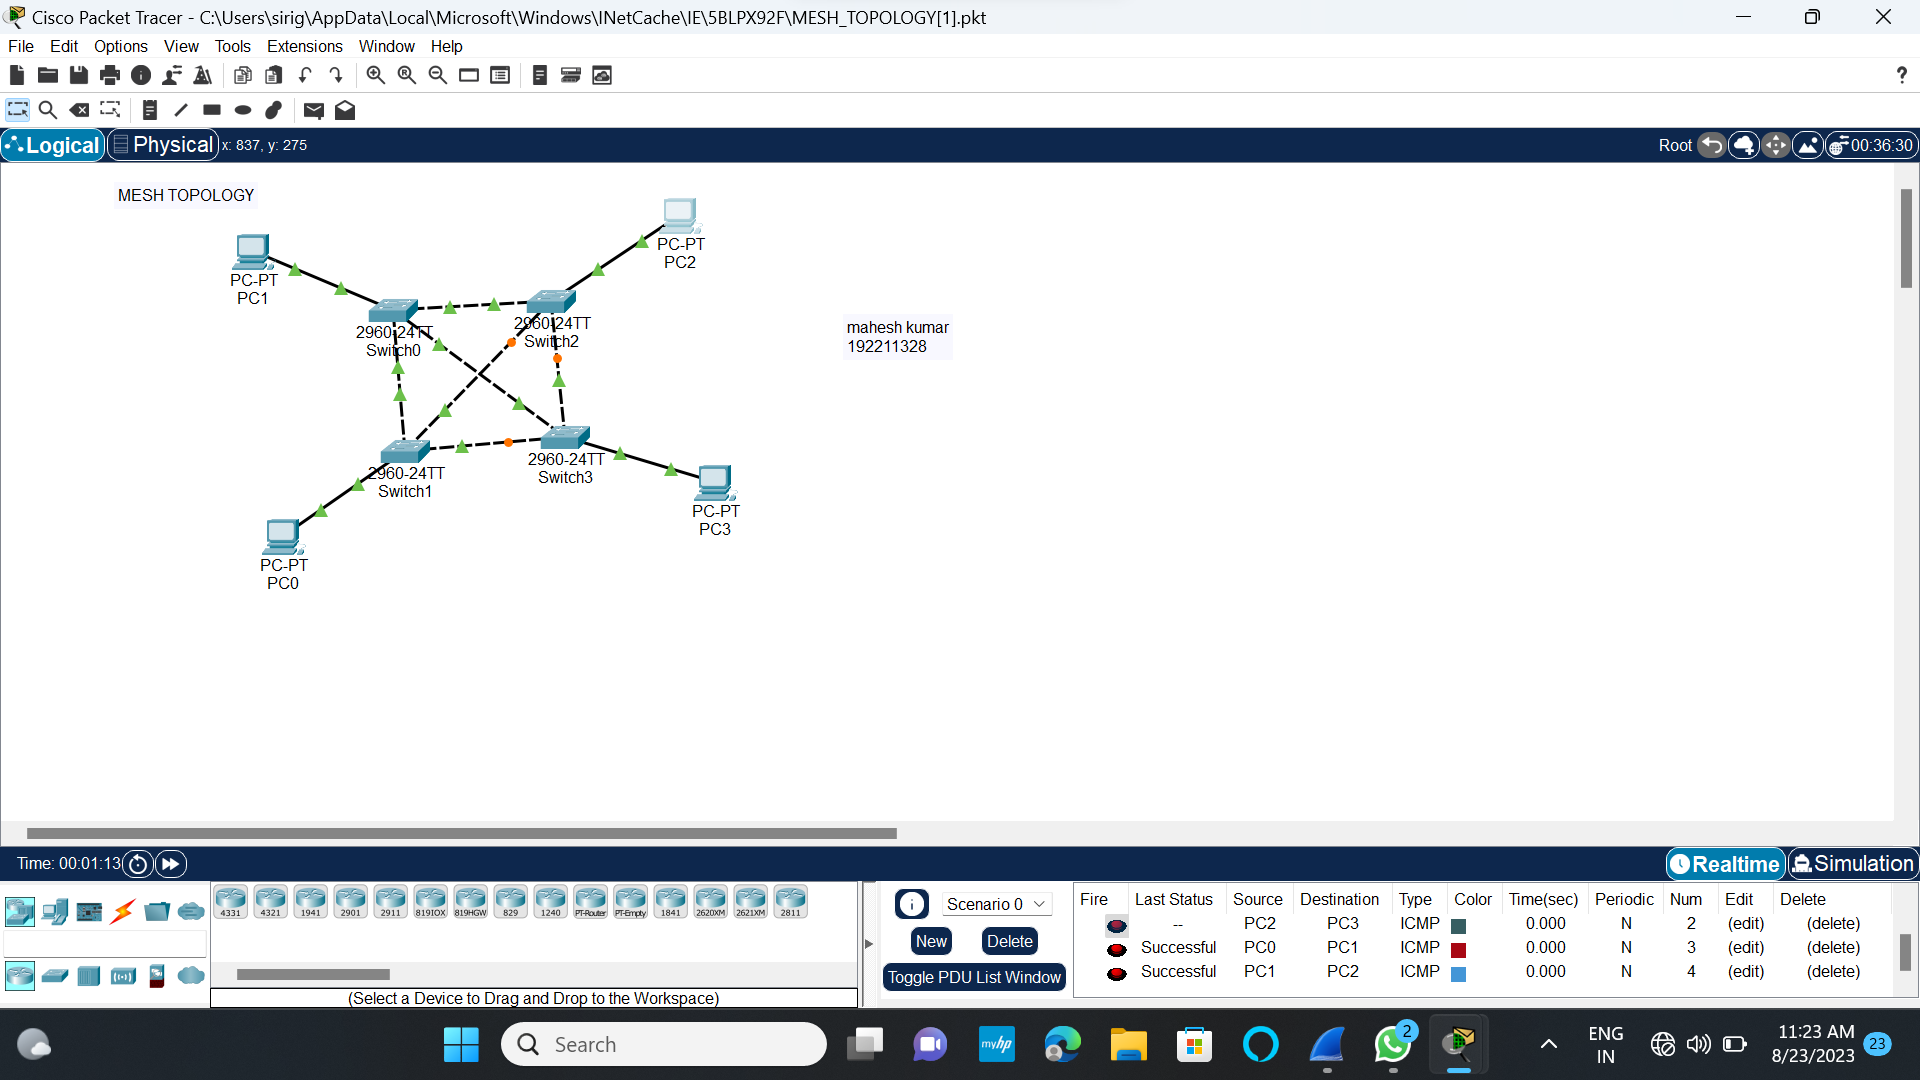 Cisco Packet Tracer - C:\Users\sirig\AppData\Local\Microsoft\Windows\INetCache\IE\5BLPX92F\MESH_TOPOLOGY[1].pkt
File Edit Options View Tools Extensions Window Help
?
Logical Physical x: 837, y: 275 Root 00:36:30
MESH TOPOLOGY
PC-PT
PC2
PC-PT
PC1
2960-24TT
Switch0
2960-24TT
Switch2
mahesh kumar
192211328
2960-24TT
Switch1
2960-24TT
Switch3
PC-PT
PC3
PC-PT
PC0
Time: 00:01:13 Realtime Simulation
4331 4321 1941 2901 2911 819IOX 819HGW 829 1240 PT-Router PT-Empty 1841 2620XM 2621XM 2811
(Select a Device to Drag and Drop to the Workspace)
Scenario 0
New Delete
Toggle PDU List Window
Fire Last Status Source Destination Type Color Time(sec) Periodic Num Edit Delete
-- PC2 PC3 ICMP 0.000 N 2 (edit) (delete)
Successful PC0 PC1 ICMP 0.000 N 3 (edit) (delete)
Successful PC1 PC2 ICMP 0.000 N 4 (edit) (delete)
Search
myhp
2
ENG
IN
11:23 AM
8/23/2023
23